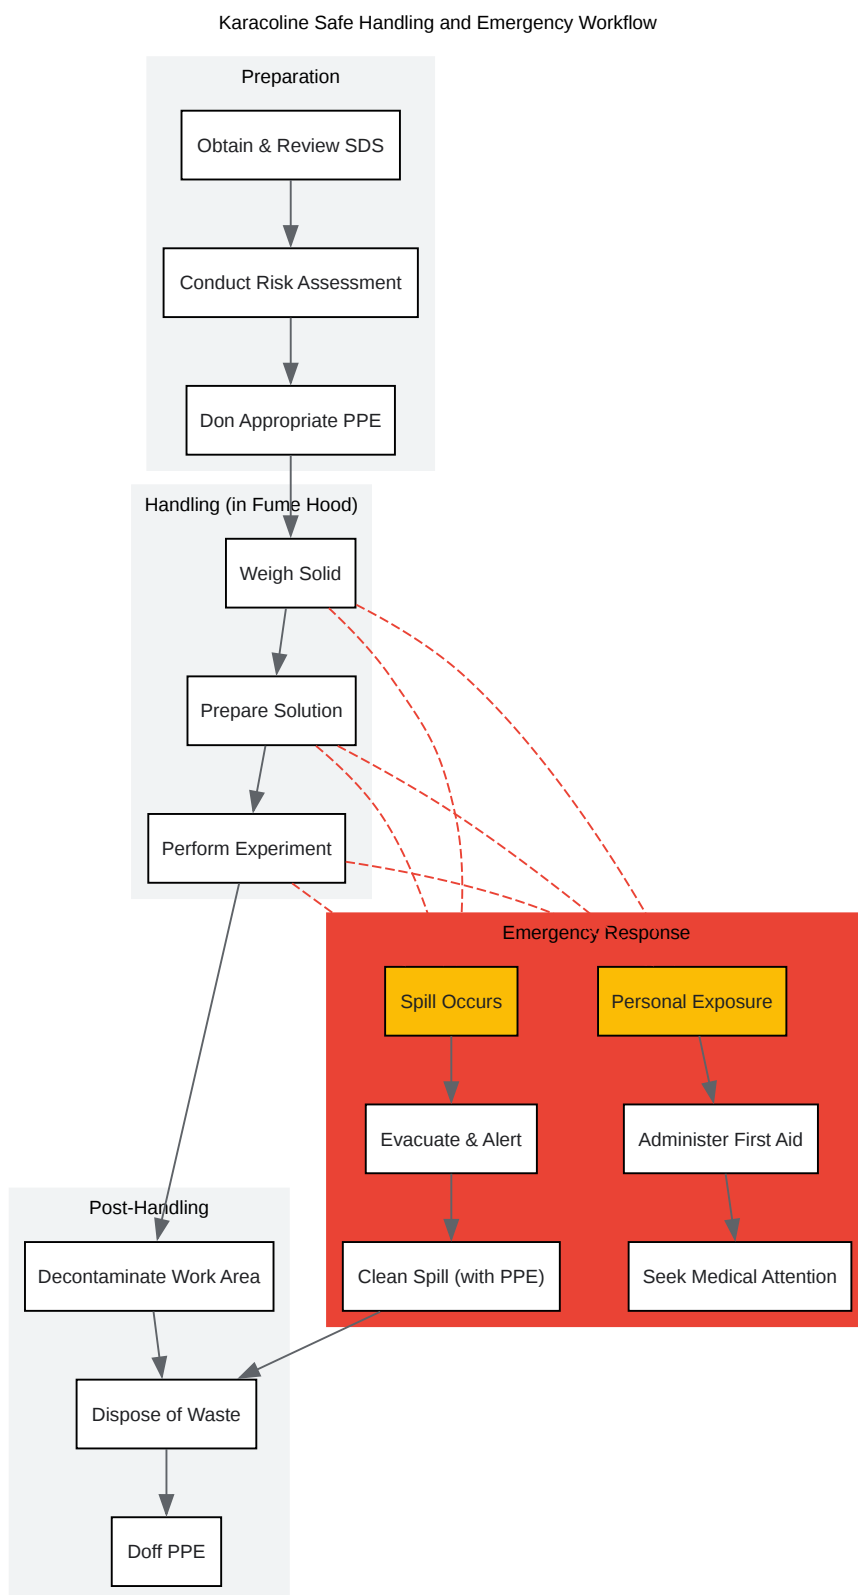 Karacoline Safe Handling and Emergency Workflow
Preparation
Obtain & Review SDS
Conduct Risk Assessment
Don Appropriate PPE
Handling (in Fume Hood)
Weigh Solid
Prepare Solution
Perform Experiment
Emergency Response
Spill Occurs
Personal Exposure
Evacuate & Alert
Administer First Aid
Clean Spill (with PPE)
Seek Medical Attention
Post-Handling
Decontaminate Work Area
Dispose of Waste
Doff PPE